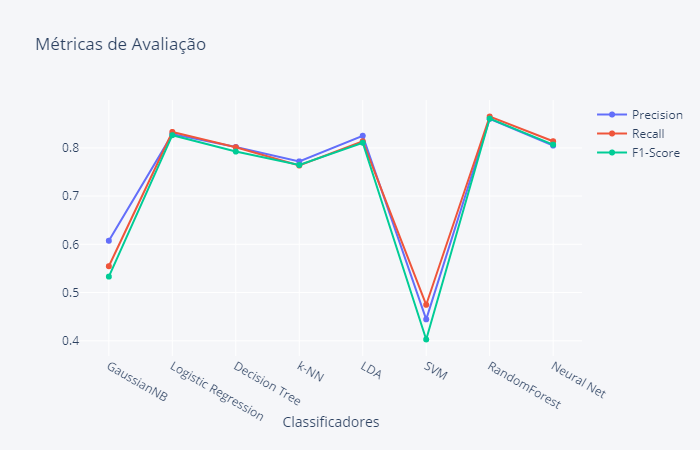 Métricas de Avaliação
Precision
Recall
F1-Score
0.8
0.7
0.6
0.5
0.4
GaussianNB
Logistic Regression
Decision Tree
k-NN
LDA
SVM
RandomForest
Neural Net
Classificadores